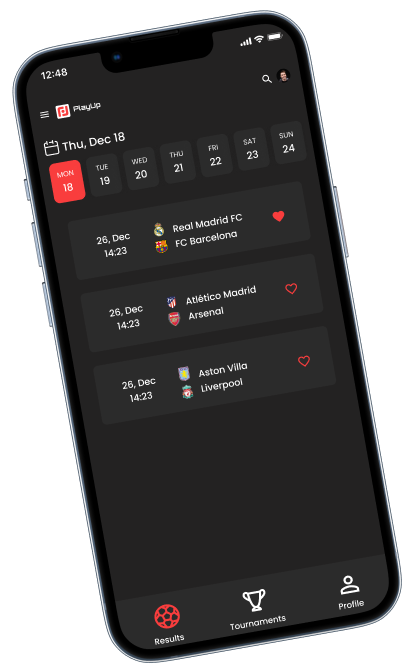 12:48
PlayUp
Thu, Dec 18
MON TUE WED THU FRI SAT SUN
18 19 20 21 22 23 24
26, Dec
14:23
Real Madrid FC
FC Barcelona
26, Dec
14:23
Atlético Madrid
Arsenal
26, Dec
14:23
Aston Villa
Liverpool
Results
Tournaments
Profile